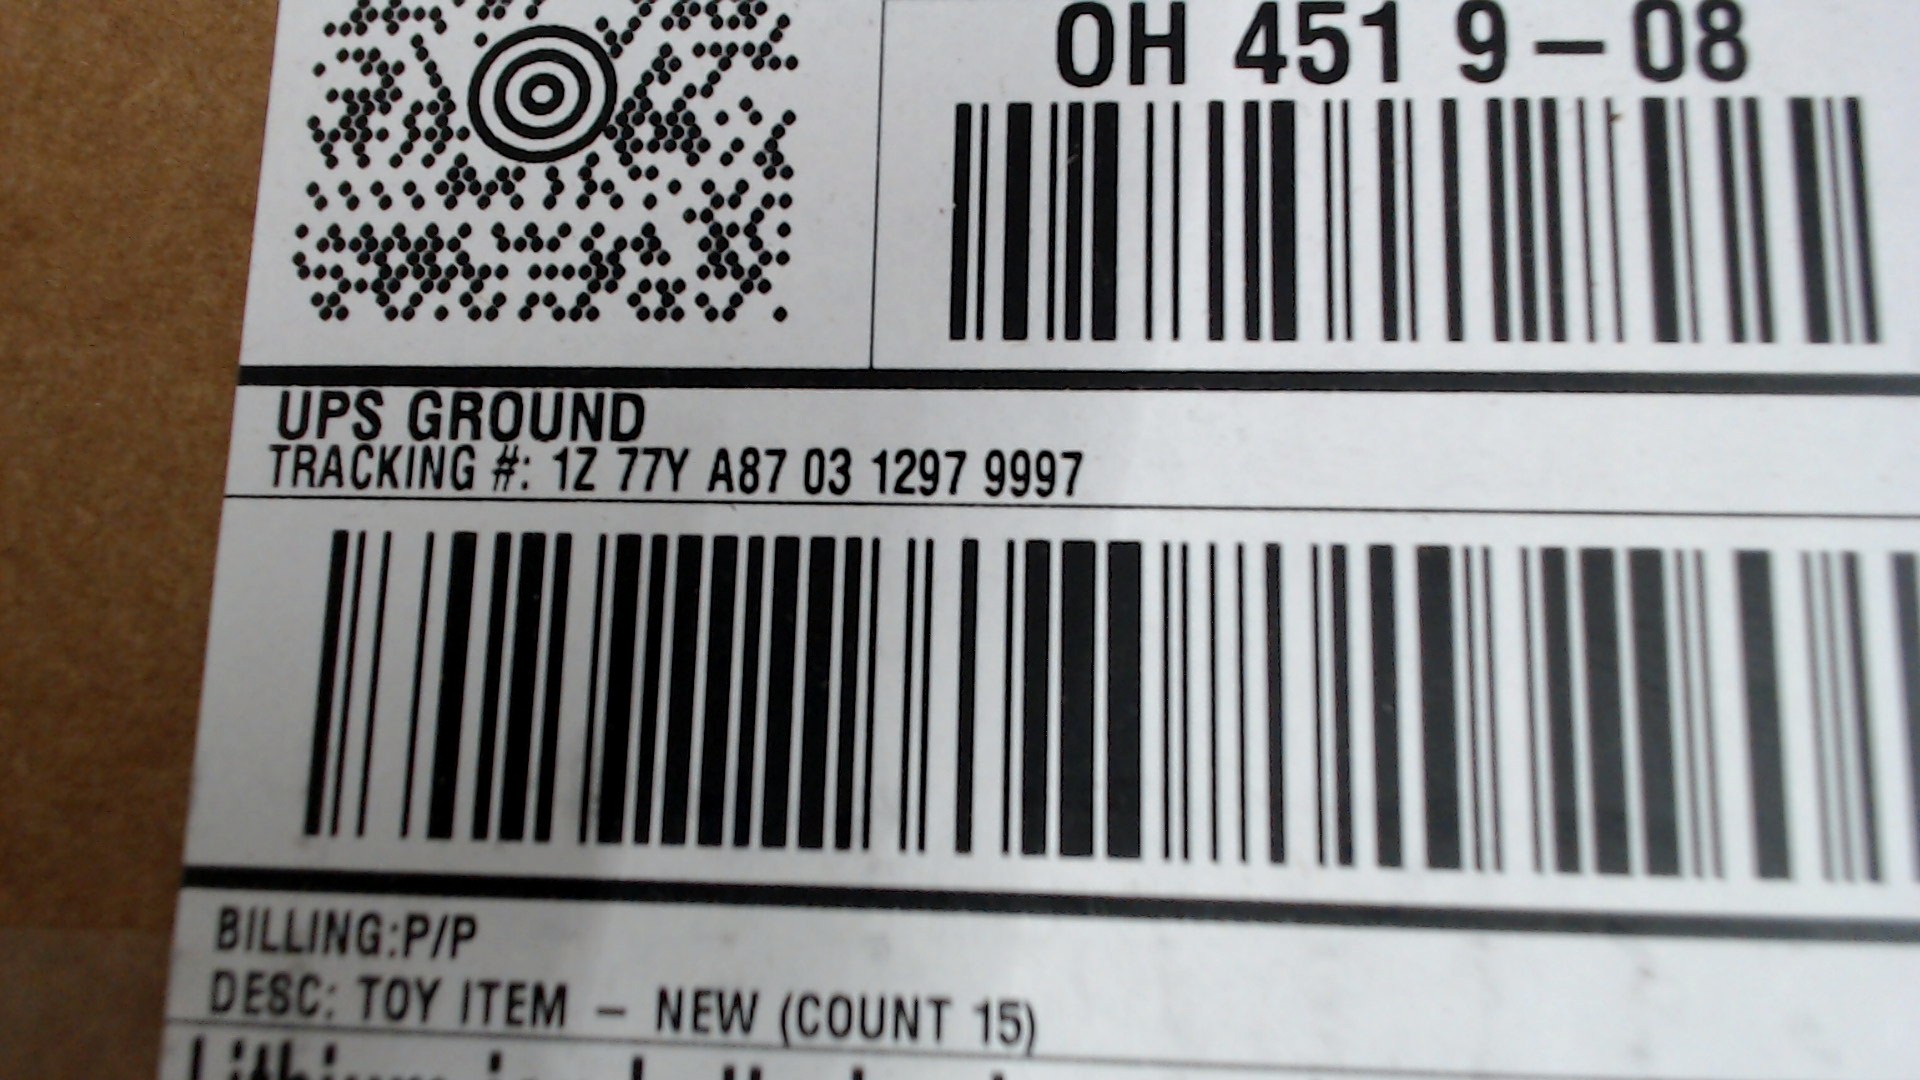 OH 451 9-08
UPS GROUND
TRACKING #: 1Z 77Y A87 03 1297 9997
BILLING:P/P
DESC: TOY ITEM - NEW (COUNT 15)